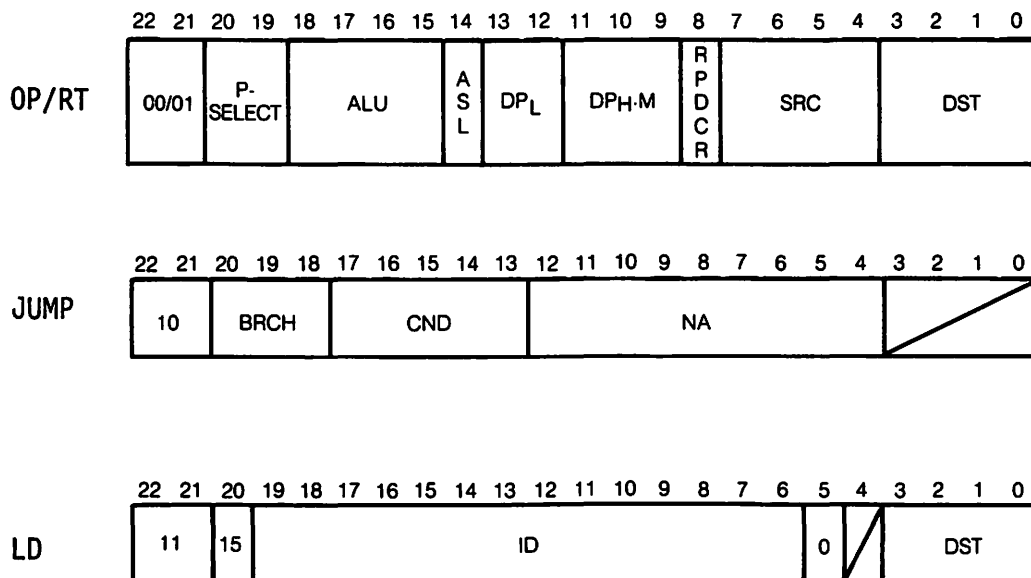 22 21 20 19 18 17 16 15 14 13 12 11 10 9 8 7 6 5 4 3 2 1 0
OP/RT 00/01 P-SELECT ALU ASL DPL DPH·M RPDCR SRC DST
22 21 20 19 18 17 16 15 14 13 12 11 10 9 8 7 6 5 4 3 2 1 0
JUMP 10 BRCH CND NA
22 21 20 19 18 17 16 15 14 13 12 11 10 9 8 7 6 5 4 3 2 1 0
LD 11 15 ID 0 DST